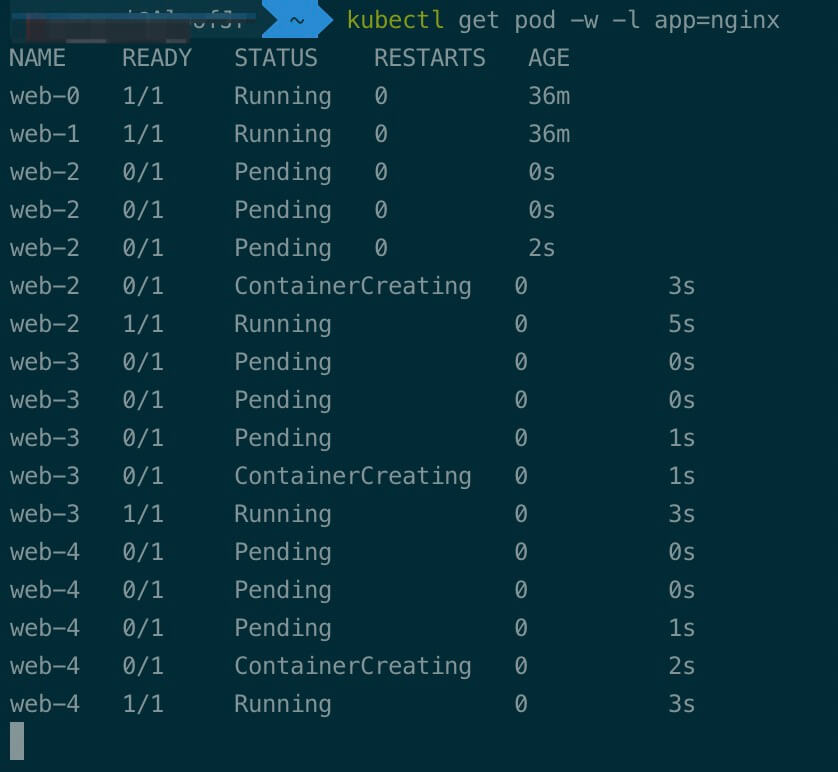 ~ kubectl get pod -w -l app=nginx
NAME READY STATUS RESTARTS AGE
web-0 1/1 Running 0 36m
web-1 1/1 Running 0 36m
web-2 0/1 Pending 0 0s
web-2 0/1 Pending 0 0s
web-2 0/1 Pending 0 2s
web-2 0/1 ContainerCreating 0 3s
web-2 1/1 Running 0 5s
web-3 0/1 Pending 0 0s
web-3 0/1 Pending 0 0s
web-3 0/1 Pending 0 1s
web-3 0/1 ContainerCreating 0 1s
web-3 1/1 Running 0 3s
web-4 0/1 Pending 0 0s
web-4 0/1 Pending 0 0s
web-4 0/1 Pending 0 1s
web-4 0/1 ContainerCreating 0 2s
web-4 1/1 Running 0 3s